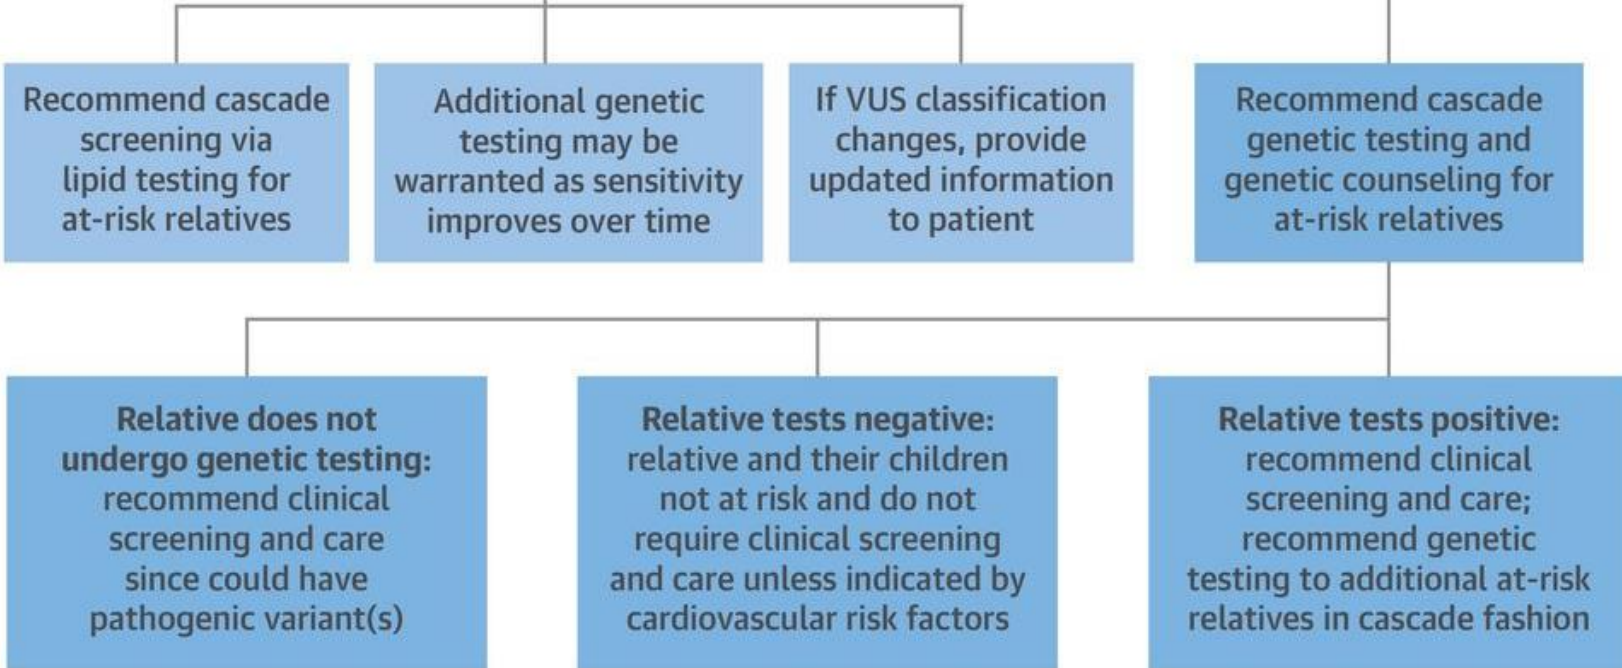 Recommend cascade
screening via
lipid testing for
at-risk relatives
Additional genetic
testing may be
warranted as sensitivity
improves over time
If VUS classification
changes, provide
updated information
to patient
Recommend cascade
genetic testing and
genetic counseling for
at-risk relatives
Relative does not
undergo genetic testing:
recommend clinical
screening and care
since could have
pathogenic variant(s)
Relative tests negative:
relative and their children
not at risk and do not
require clinical screening
and care unless indicated by
cardiovascular risk factors
Relative tests positive:
recommend clinical
screening and care;
recommend genetic
testing to additional at-risk
relatives in cascade fashion